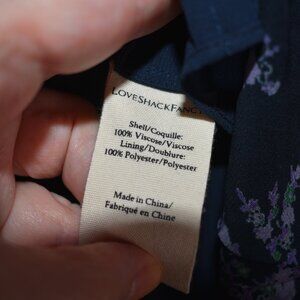 LOVESHACKFANCY
Shell/Coquille:
100% Viscose/Viscose
Lining/Doublure:
100% Polyester/Polyester
Made in China/
Fabriqué en Chine